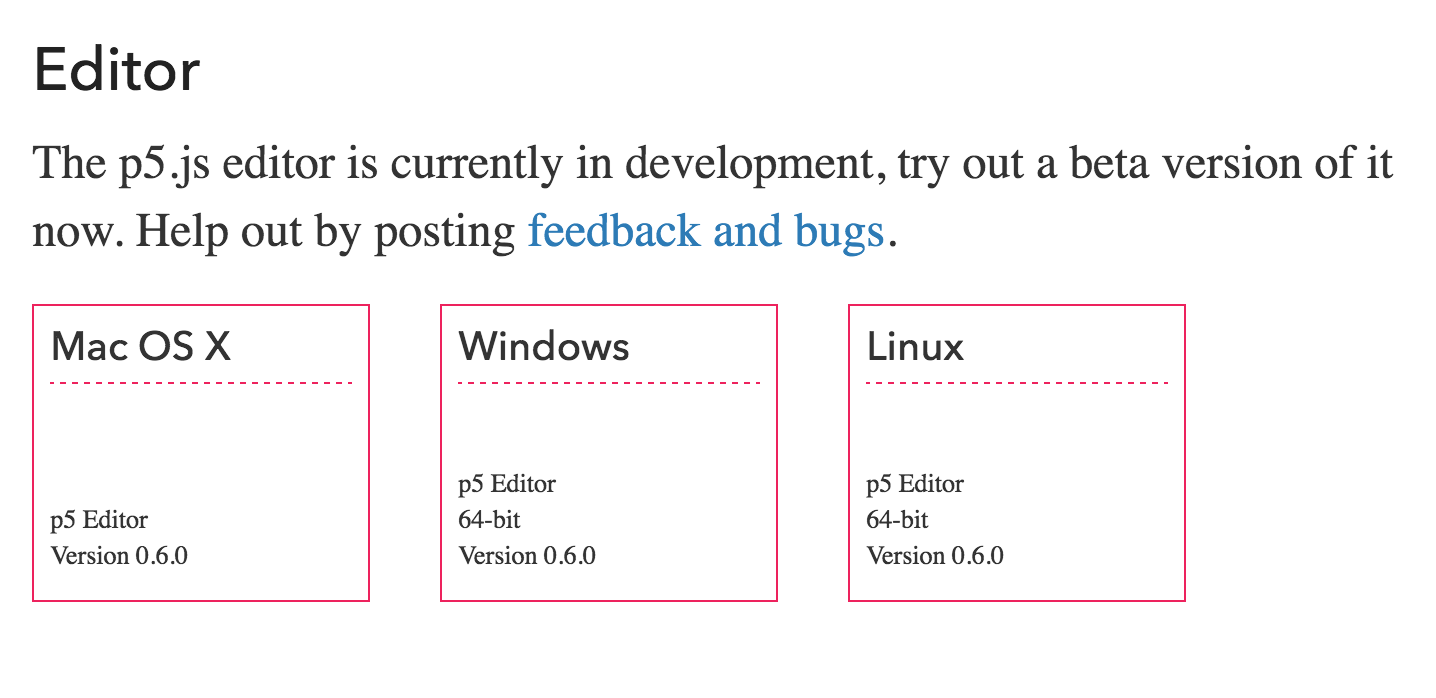 Editor
The p5.js editor is currently in development, try out a beta version of it
now. Help out by posting feedback and bugs.
Mac OS X
p5 Editor
Version 0.6.0
Windows
p5 Editor
64-bit
Version 0.6.0
Linux
p5 Editor
64-bit
Version 0.6.0